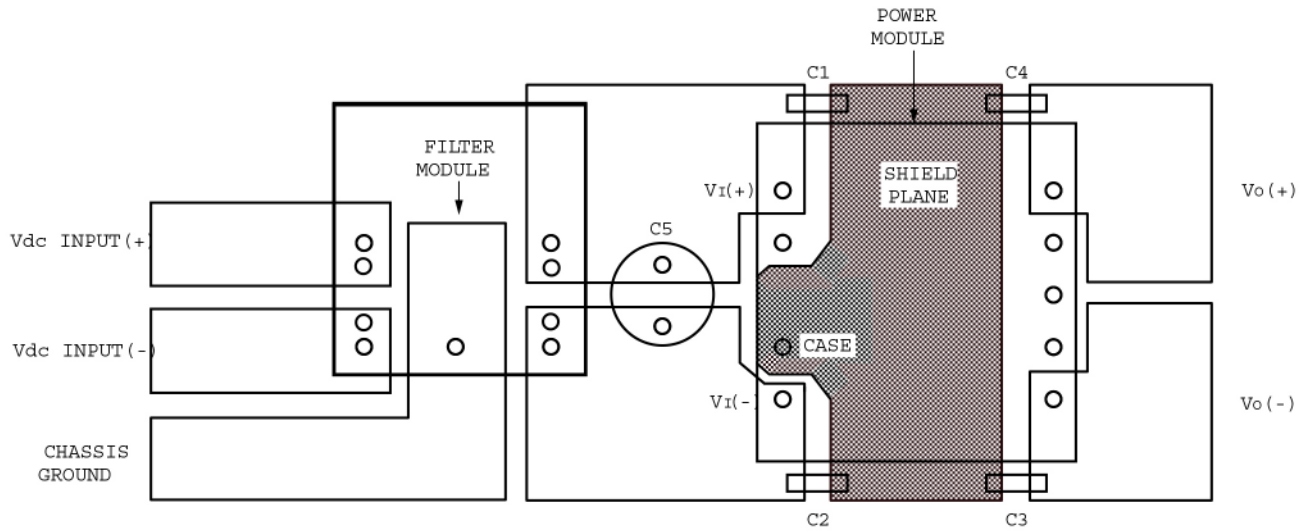 POWER
MODULE
C1
C4
FILTER
MODULE
SHIELD
PLANE
VI(+)
VO(+)
C5
Vdc INPUT(+)
Vdc INPUT(-)
CASE
VI(-)
VO(-)
CHASSIS
GROUND
C2
C3